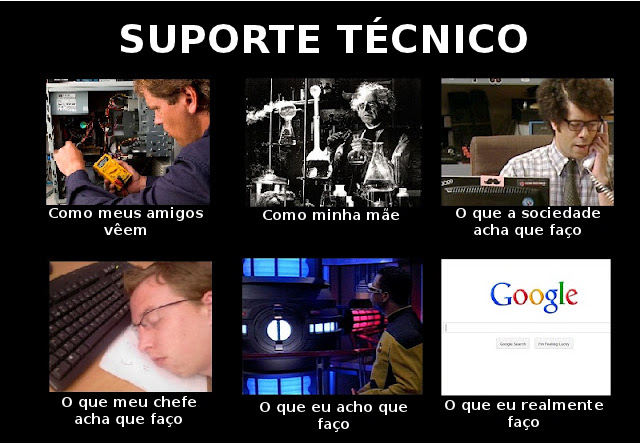 SUPORTE TÉCNICO
Como meus amigos
vêem
Como minha mãe
O que a sociedade
acha que faço
O que meu chefe
acha que faço
O que eu acho que
faço
Google
Google Search
I'm Feeling Lucky
O que eu realmente
faço